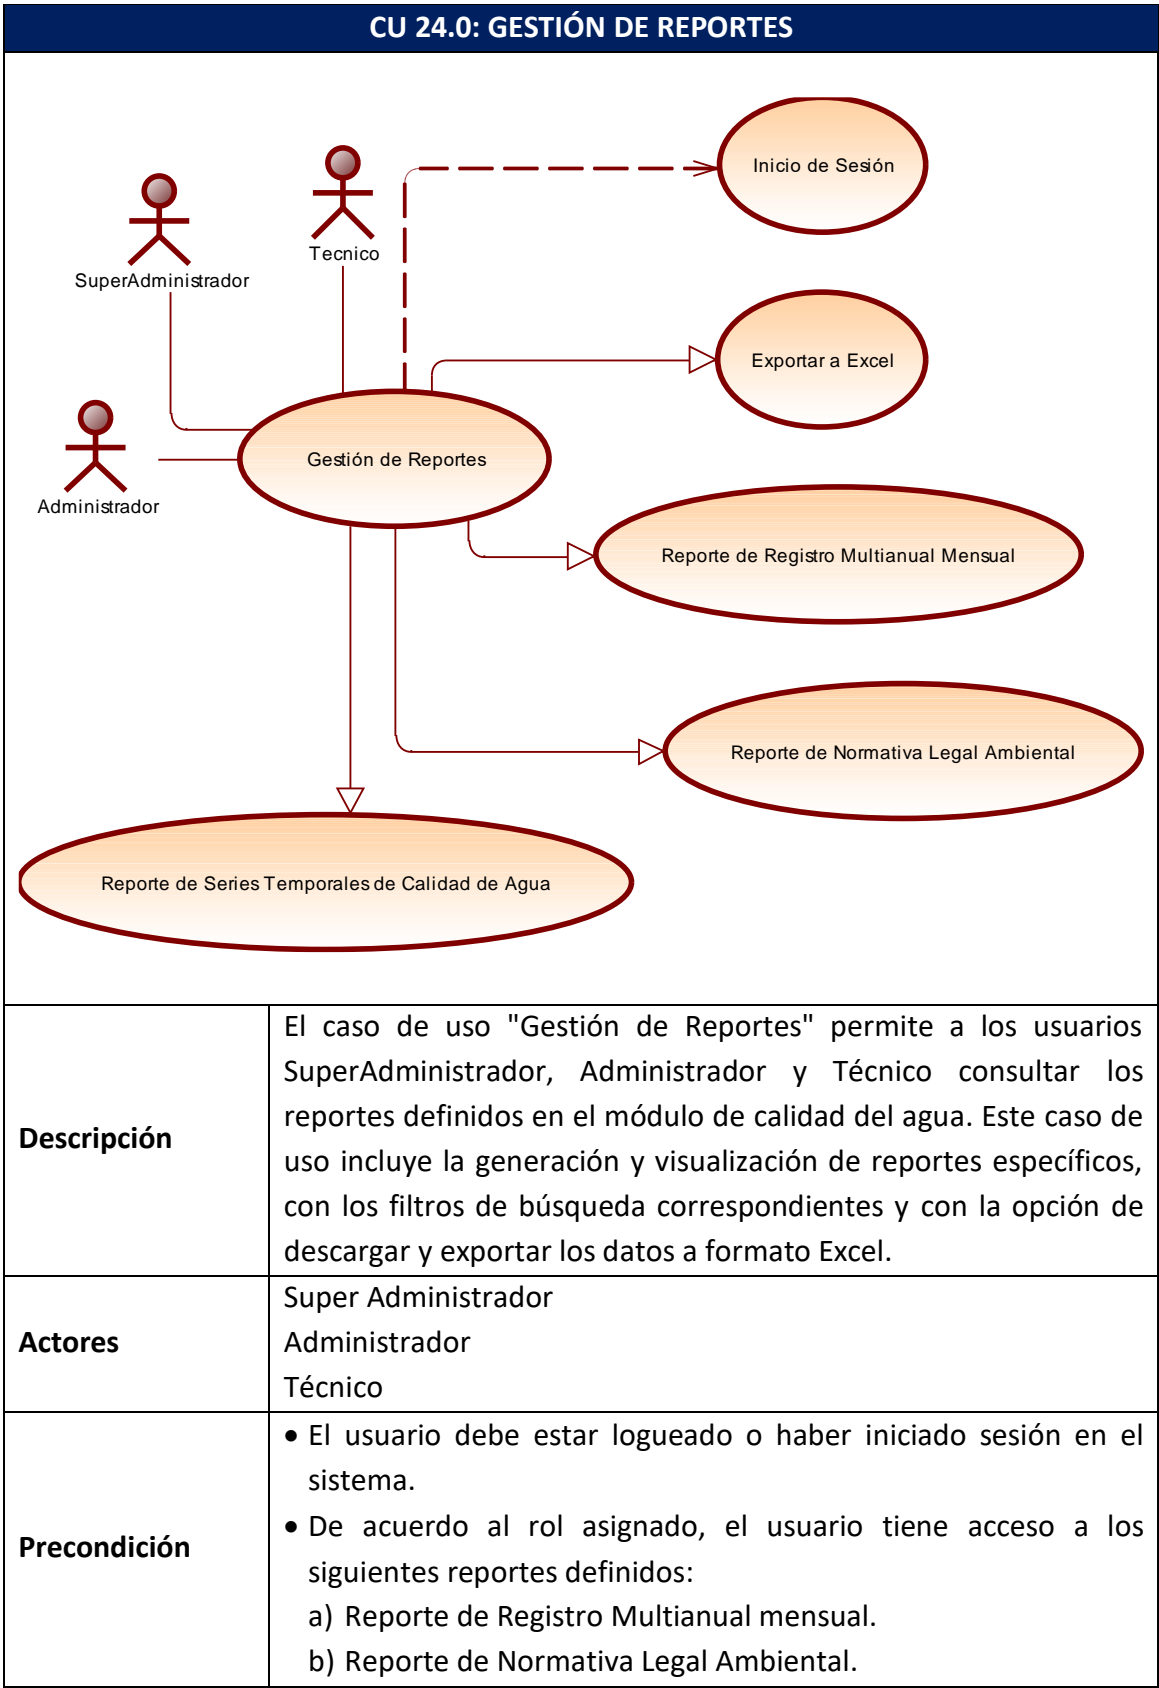 CU 24.0: GESTIÓN DE REPORTES
Inicio de Sesión
Tecnico
SuperAdministrador
Exportar a Excel
Gestión de Reportes
Administrador
Reporte de Registro Multianual Mensual
Reporte de Normativa Legal Ambiental
Reporte de Series Temporales de Calidad de Agua
Descripción
El caso de uso "Gestión de Reportes" permite a los usuarios
SuperAdministrador, Administrador y Técnico consultar los
reportes definidos en el módulo de calidad del agua. Este caso de
uso incluye la generación y visualización de reportes específicos,
con los filtros de búsqueda correspondientes y con la opción de
descargar y exportar los datos a formato Excel.
Actores
Super Administrador
Administrador
Técnico
Precondición
• El usuario debe estar logueado o haber iniciado sesión en el
sistema.
• De acuerdo al rol asignado, el usuario tiene acceso a los
siguientes reportes definidos:
a) Reporte de Registro Multianual mensual.
b) Reporte de Normativa Legal Ambiental.